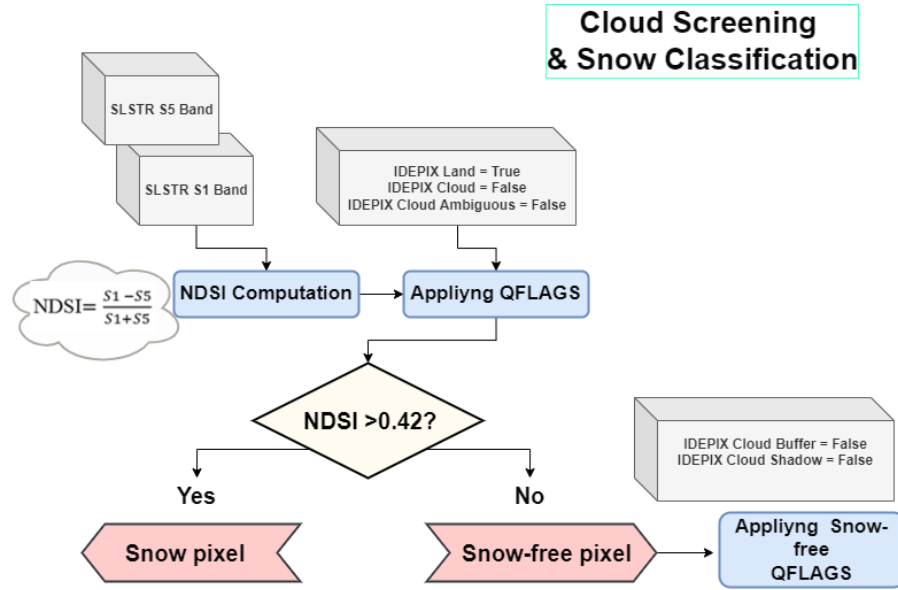 Cloud Screening
& Snow Classification
SLSTR S5 Band
SLSTR S1 Band
IDEPIX Land = True
IDEPIX Cloud = False
IDEPIX Cloud Ambiguous = False
NDSI= S1-S5
S1+S5
NDSI Computation
Appliyng QFLAGS
NDSI >0.42?
IDEPIX Cloud Buffer = False
IDEPIX Cloud Shadow = False
Yes
No
Snow pixel
Snow-free pixel
Appliyng Snow-
free
QFLAGS